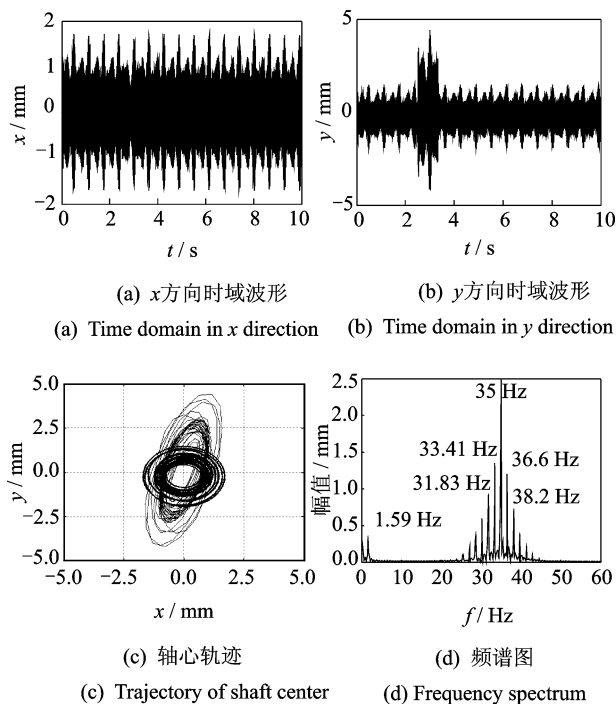 2
1
0
−1
−2
x / mm
0 2 4 6 8 10
t / s
5
0
−5
y / mm
0 2 4 6 8 10
t / s
(a) x方向时域波形
(b) y方向时域波形
(a) Time domain in x direction
(b) Time domain in y direction
5.0
2.5
0.0
−2.5
−5.0
y / mm
−5.0 −2.5 0.0 2.5 5.0
x / mm
2.5
2.0
1.5
1.0
0.5
0.0
幅值 / mm
35 Hz
33.41 Hz
36.6 Hz
31.83 Hz
38.2 Hz
1.59 Hz
0 10 20 30 40 50 60
f / Hz
(c) 轴心轨迹
(d) 频谱图
(c) Trajectory of shaft center
(d) Frequency spectrum